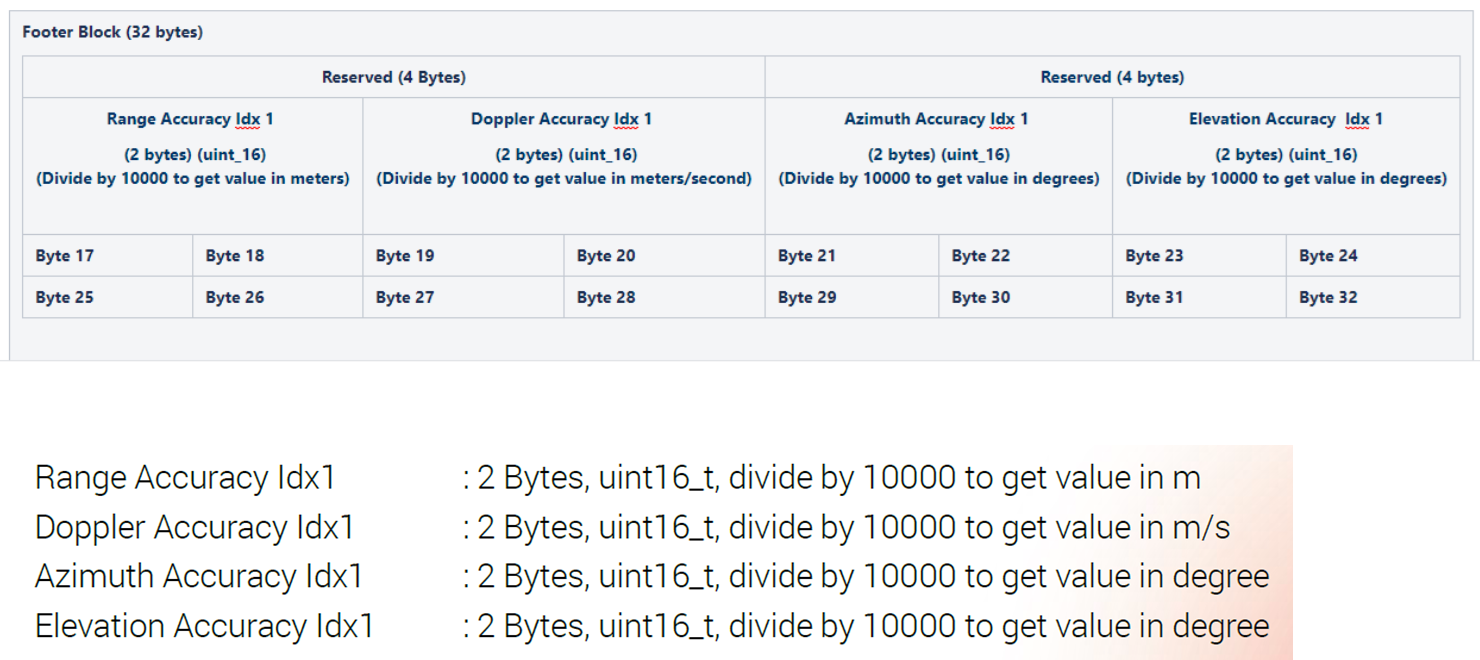 Footer Block (32 bytes)
Reserved (4 Bytes) Reserved (4 bytes)
Range Accuracy Idx 1 Doppler Accuracy Idx 1 Azimuth Accuracy Idx 1 Elevation Accuracy Idx 1
(2 bytes) (uint_16) (2 bytes) (uint_16) (2 bytes) (uint_16) (2 bytes) (uint_16)
(Divide by 10000 to get value in meters) (Divide by 10000 to get value in meters/second) (Divide by 10000 to get value in degrees) (Divide by 10000 to get value in degrees)
Byte 17 Byte 18 Byte 19 Byte 20 Byte 21 Byte 22 Byte 23 Byte 24
Byte 25 Byte 26 Byte 27 Byte 28 Byte 29 Byte 30 Byte 31 Byte 32
Range Accuracy Idx1 : 2 Bytes, uint16_t, divide by 10000 to get value in m
Doppler Accuracy Idx1 : 2 Bytes, uint16_t, divide by 10000 to get value in m/s
Azimuth Accuracy Idx1 : 2 Bytes, uint16_t, divide by 10000 to get value in degree
Elevation Accuracy Idx1 : 2 Bytes, uint16_t, divide by 10000 to get value in degree